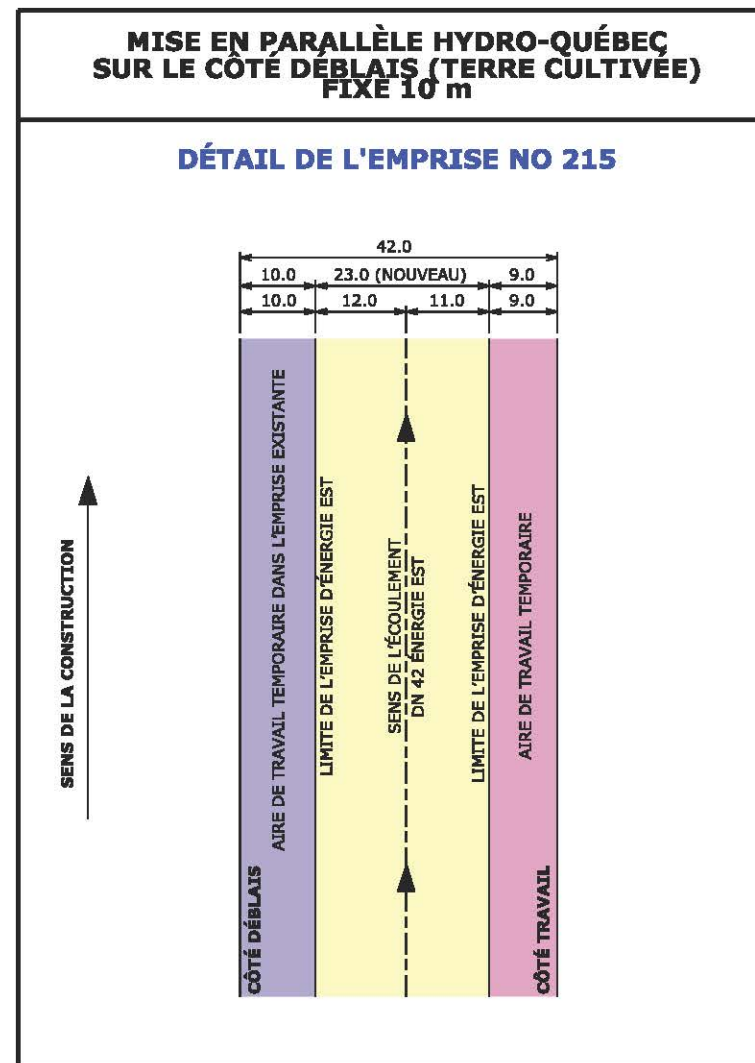 MISE EN PARALLÈLE HYDRO-QUÉBEC
SUR LE CÔTÉ DÉBLAIS (TERRE CULTIVÉE)
FIXE 10 m
DÉTAIL DE L'EMPRISE NO 215
42.0
10.0 23.0 (NOUVEAU) 9.0
10.0 12.0 11.0 9.0
SENS DE LA CONSTRUCTION
CÔTÉ DÉBLAIS
AIRE DE TRAVAIL TEMPORAIRE DANS L'EMPRISE EXISTANTE
LIMITE DE L'EMPRISE D'ÉNERGIE EST
SENS DE L'ÉCOULEMENT
DN 42 ÉNERGIE EST
LIMITE DE L'EMPRISE D'ÉNERGIE EST
AIRE DE TRAVAIL TEMPORAIRE
CÔTÉ TRAVAIL